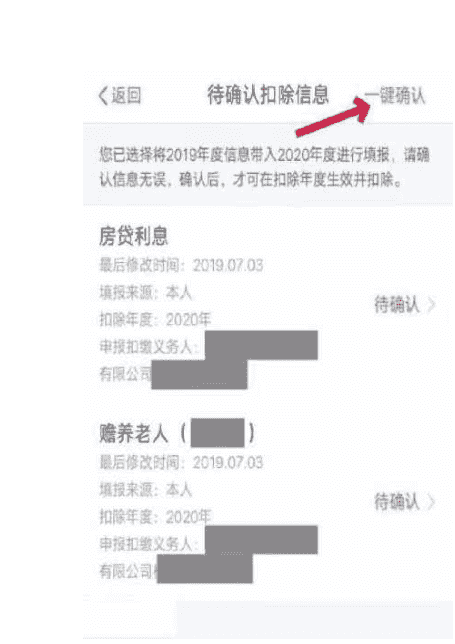 返回
待确认扣除信息
一键确认
您已选择将2019年度信息带入2020年度进行填报，请确
认信息无误，确认后，才可在扣除年度生效并扣除。
房贷利息
最后修改时间：2019.07.03
填报来源：本人
待确认
扣除年度：2020年
申报扣缴义务人：
有限公司
赡养老人（ ）
最后修改时间：2019.07.03
填报来源：本人
待确认
扣除年度：2020年
申报扣缴义务人：
有限公司